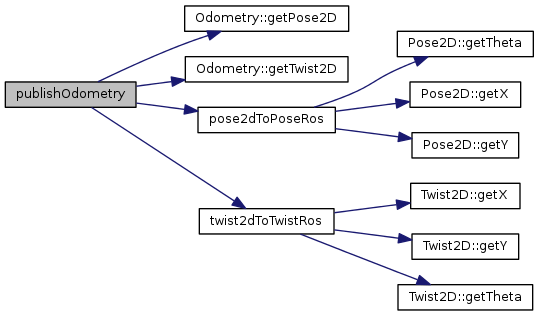 Odometry::getPose2D
Pose2D::getTheta
Odometry::getTwist2D
publishOdometry
Pose2D::getX
pose2dToPoseRos
Pose2D::getY
Twist2D::getX
twist2dToTwistRos
Twist2D::getY
Twist2D::getTheta